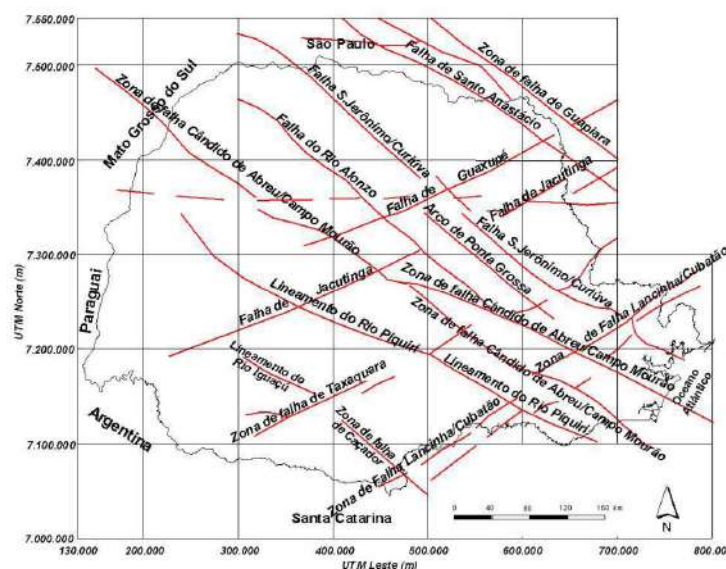 7.550.000
7.500.000
7.400.000
7.300.000
7.200.000
7.100.000
7.000.000
UTM Norte (m)
130.000
200.000
300.000
400.000
500.000
600.000
700.000
800.000
UTM Leste (m)
São Paulo
Mato Grosso do Sul
Paraguai
Argentina
Santa Catarina
Oceano
Atlântico
Zona de falha de Guapiara
Falha de Santo Anastácio
Falha S.Jerônimo/Curiúva
Zona de falha Cândido de Abreu/Campo Mourão
Falha do Rio Alonzo
Falha de Guaxupé
Falha da Jacutinga
Arco de Ponta Grossa
Falha S.Jerônimo/Curiúva
Falha de Jacutinga
Lineamento do Rio Piquiri
Zona de falha Cândido de Abreu/Campo Mourão
Zona de Falha Lancinha/Cubatão
Zona de falha Cândido de Abreu/Campo Mourão
Lineamento do Rio Piquiri
Lineamento do
Rio Iguaçú
Zona de falha de Taxaquara
Zona de falha
de Caçador
Zona de Falha Lancinha/Cubatão
0 40 80 120 160 km
N